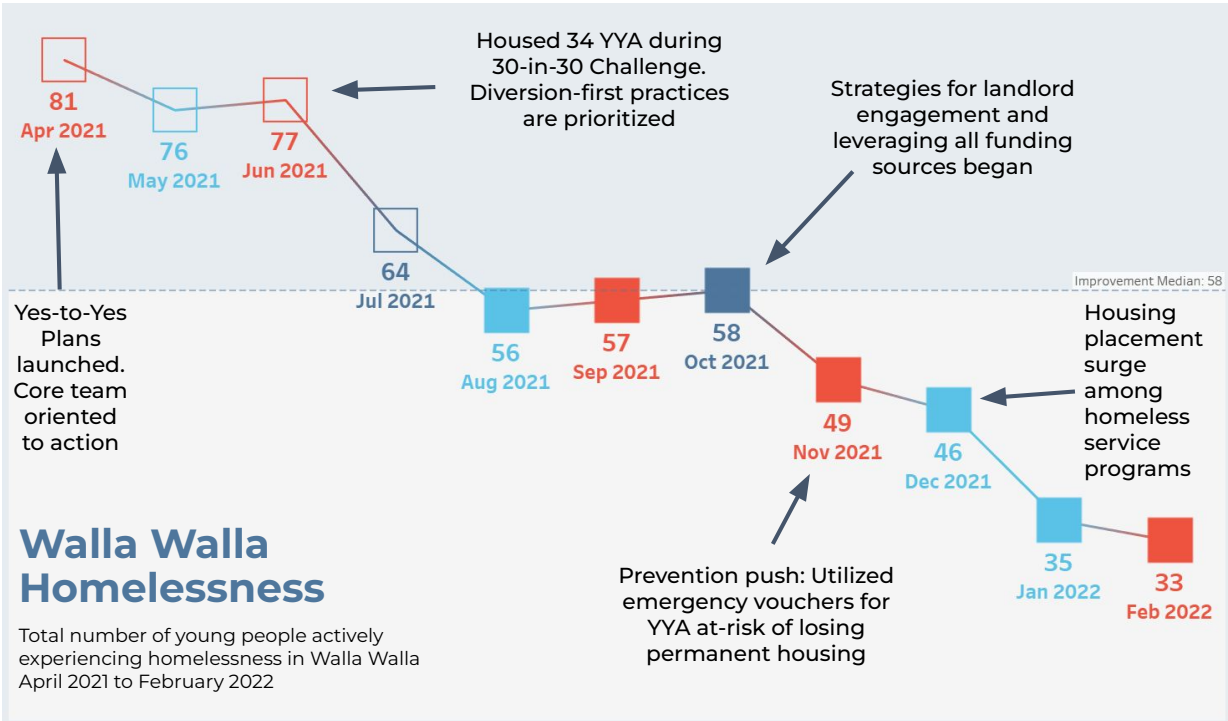 Housed 34 YYA during
30-in-30 Challenge.
Diversion-first practices
are prioritized
Strategies for landlord
engagement and
leveraging all funding
sources began
81
Apr 2021
76
May 2021
77
Jun 2021
64
Jul 2021
Improvement Median: 58
Yes-to-Yes
Plans
launched.
Core team
oriented
to action
56
Aug 2021
57
Sep 2021
58
Oct 2021
Housing
placement
surge
among
homeless
service
programs
49
Nov 2021
46
Dec 2021
35
Jan 2022
33
Feb 2022
Prevention push: Utilized
emergency vouchers for
YYA at-risk of losing
permanent housing
Walla Walla
Homelessness
Total number of young people actively
experiencing homelessness in Walla Walla
April 2021 to February 2022